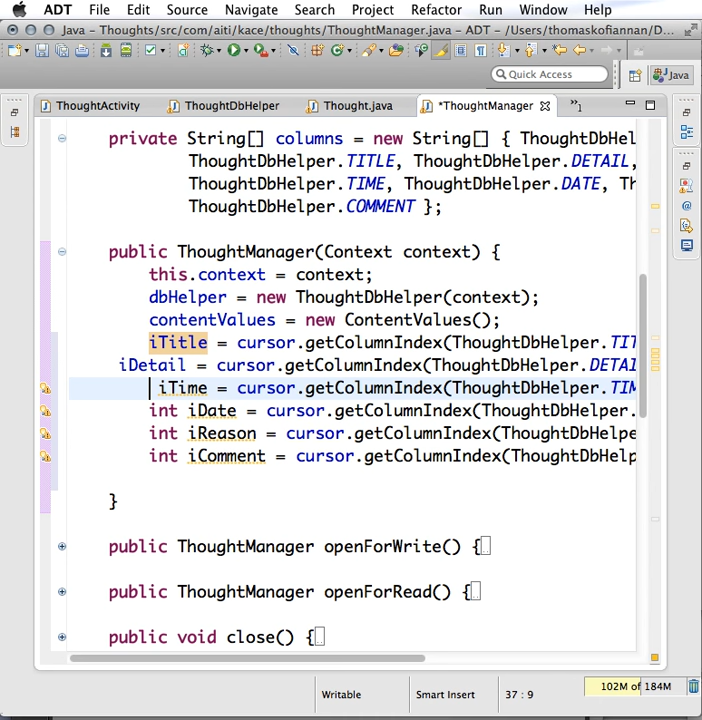 ADT File Edit Source Navigate Search Project Refactor Run Window Help
Java – Thoughts/src/com/aiti/kace/thoughts/ThoughtManager.java – ADT – /Users/thomaskofiannan/D...
Quick Access
Java
ThoughtActivity ThoughtDbHelper Thought.java *ThoughtManager »1
private String[] columns = new String[] { ThoughtDbHel
ThoughtDbHelper.TITLE, ThoughtDbHelper.DETAIL,
ThoughtDbHelper.TIME, ThoughtDbHelper.DATE, Th
ThoughtDbHelper.COMMENT };
public ThoughtManager(Context context) {
this.context = context;
dbHelper = new ThoughtDbHelper(context);
contentValues = new ContentValues();
iTitle = cursor.getColumnIndex(ThoughtDbHelper.TIT
iDetail = cursor.getColumnIndex(ThoughtDbHelper.DETAI
iTime = cursor.getColumnIndex(ThoughtDbHelper.TIM
int iDate = cursor.getColumnIndex(ThoughtDbHelper.
int iReason = cursor.getColumnIndex(ThoughtDbHelpe
int iComment = cursor.getColumnIndex(ThoughtDbHelp
}
public ThoughtManager openForWrite() {
public ThoughtManager openForRead() {
public void close() {
Writable Smart Insert 37 : 9 102M of 184M